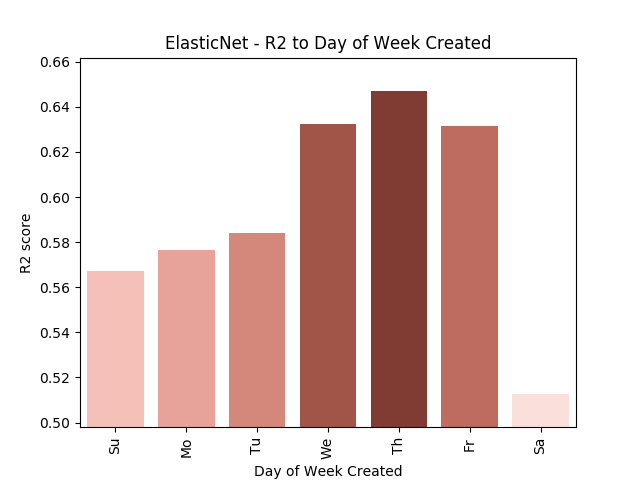 ElasticNet - R2 to Day of Week Created
0.66
0.64
0.62
0.60
0.58
0.56
0.54
0.52
0.50
R2 score
Su
Mo
Tu
We
Th
Fr
Sa
Day of Week Created